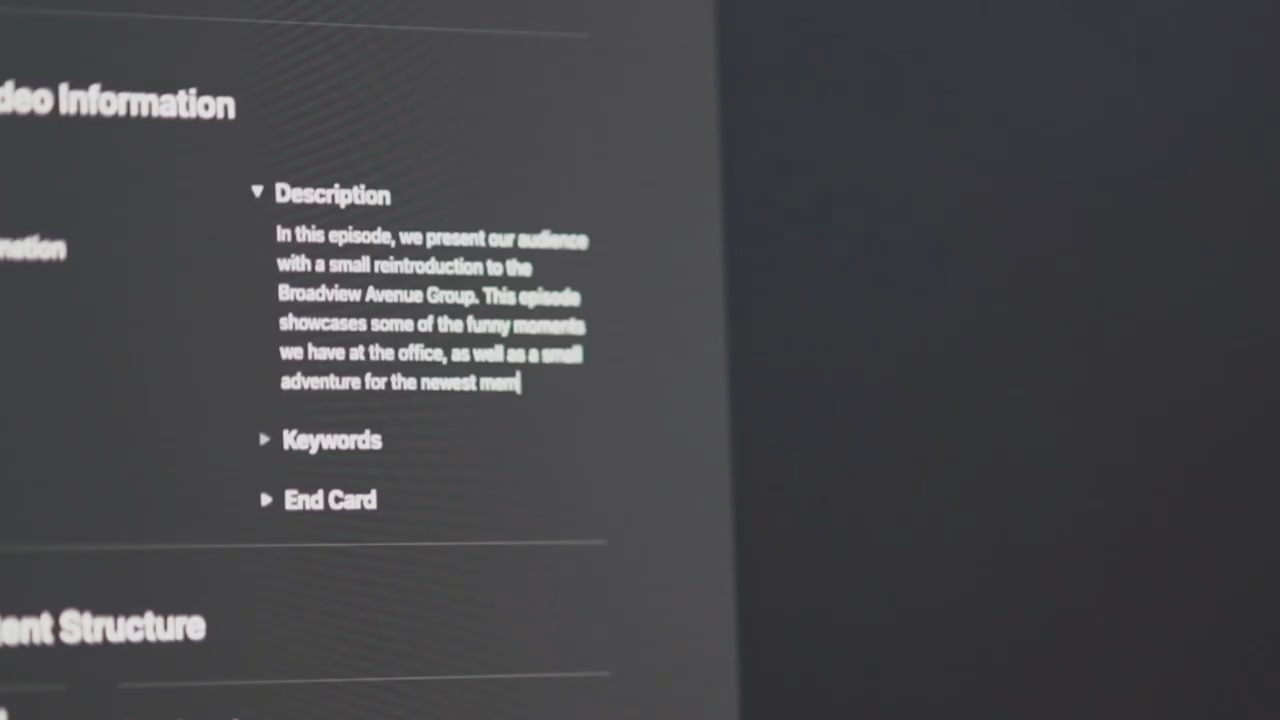 deo Information
Description
mation
In this episode, we present our audience
with a small reintroduction to the
Broadview Avenue Group. This episode
showcases some of the funny moments
we have at the office, as well as a small
adventure for the newest mem
Keywords
End Card
ent Structure